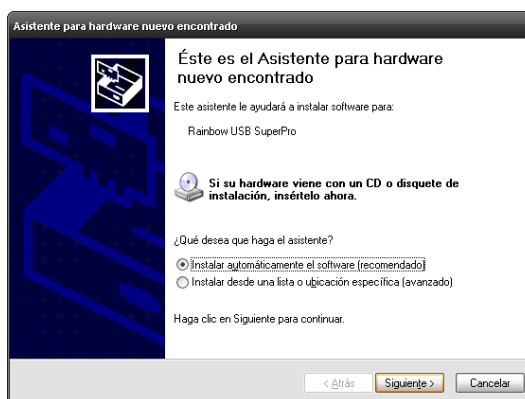 Asistente para hardware nuevo encontrado
Éste es el Asistente para hardware
nuevo encontrado
Este asistente le ayudará a instalar software para:
Rainbow USB SuperPro
Si su hardware viene con un CD o disquete de
instalación, insértelo ahora.
¿Qué desea que haga el asistente?
Instalar automáticamente el software (recomendado)
Instalar desde una lista o ubicación específica (avanzado)
Haga clic en Siguiente para continuar.
< Atrás
Siguiente >
Cancelar